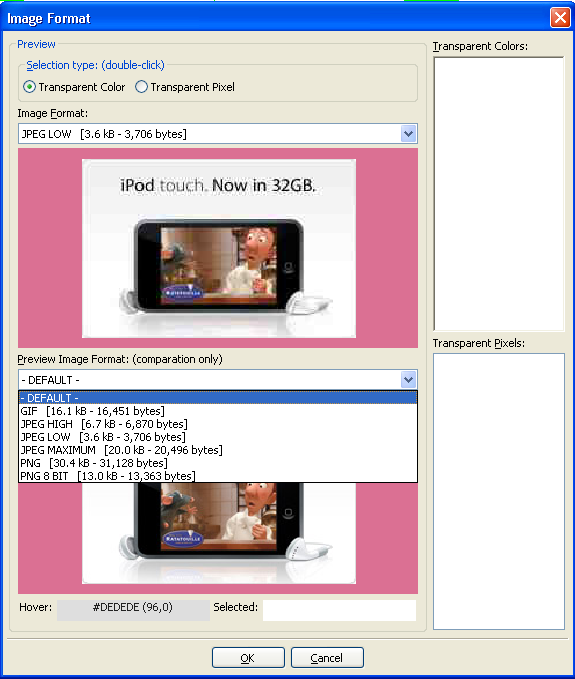 Image Format
Preview
Selection type: (double-click)
Transparent Color
Transparent Pixel
Image Format:
JPEG LOW [3.6 kB - 3,706 bytes]
iPod touch. Now in 32GB.
RATATOUILLE
Preview Image Format: (comparation only)
- DEFAULT -
- DEFAULT -
GIF [16.1 kB - 16,451 bytes]
JPEG HIGH [6.7 kB - 6,870 bytes]
JPEG LOW [3.6 kB - 3,706 bytes]
JPEG MAXIMUM [20.0 kB - 20,496 bytes]
PNG [30.4 kB - 31,128 bytes]
PNG 8 BIT [13.0 kB - 13,363 bytes]
RATATOUILLE
Hover: #DEDEDE (96,0) Selected:
Transparent Colors:
Transparent Pixels:
OK
Cancel